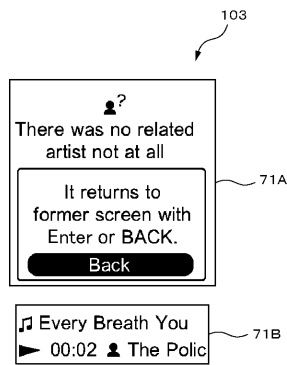 103
?
There was no related
artist not at all
71A
It returns to
former screen with
Enter or BACK.
Back
Every Breath You
71B
00:02 The Polic